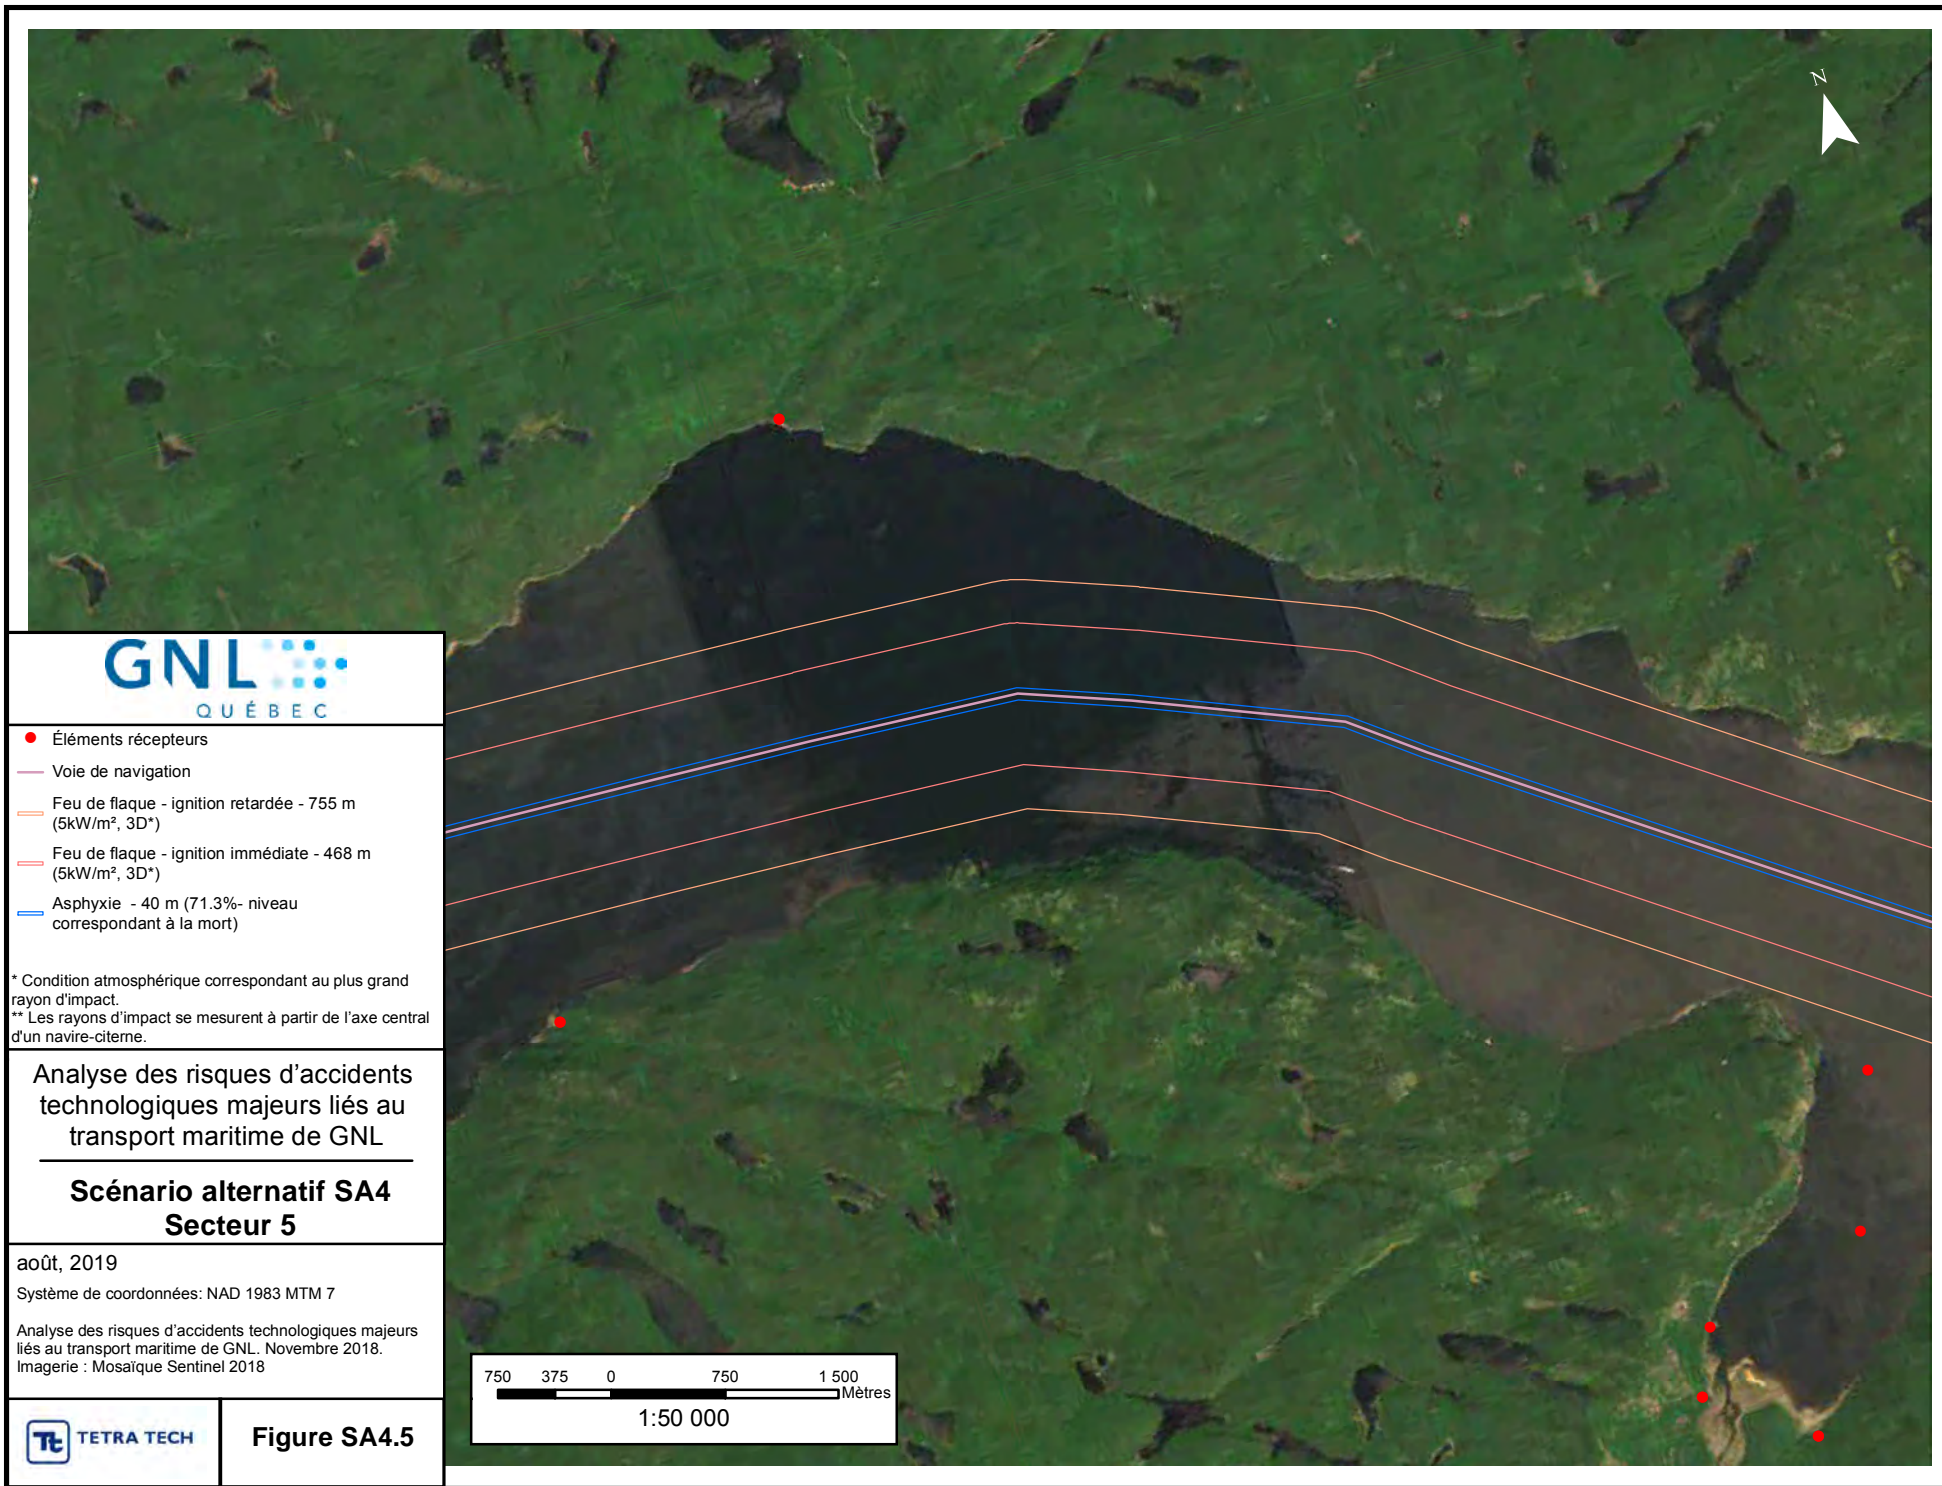 N
GNL
QUÉBEC
Éléments récepteurs
Voie de navigation
Feu de flaque - ignition retardée - 755 m
(5kW/m², 3D*)
Feu de flaque - ignition immédiate - 468 m
(5kW/m², 3D*)
Asphyxie - 40 m (71.3%- niveau
correspondant à la mort)
* Condition atmosphérique correspondant au plus grand
rayon d'impact.
** Les rayons d'impact se mesurent à partir de l'axe central
d'un navire-citerne.
Analyse des risques d'accidents
technologiques majeurs liés au
transport maritime de GNL
Scénario alternatif SA4
Secteur 5
août, 2019
Système de coordonnées: NAD 1983 MTM 7
Analyse des risques d'accidents technologiques majeurs
liés au transport maritime de GNL. Novembre 2018.
Imagerie : Mosaïque Sentinel 2018
Tt TETRA TECH
Figure SA4.5
750 375 0 750 1 500
Mètres
1:50 000